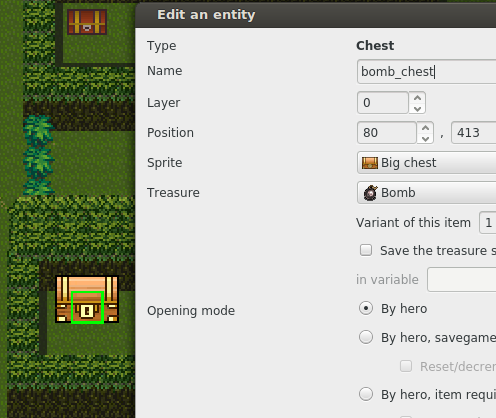 Edit an entity
Type Chest
Name bomb_chest
Layer 0
Position 80 , 413
Sprite Big chest
Treasure Bomb
Variant of this item 1
Save the treasure s
in variable
Opening mode By hero
By hero, savegame
Reset/decre
By hero, item requi